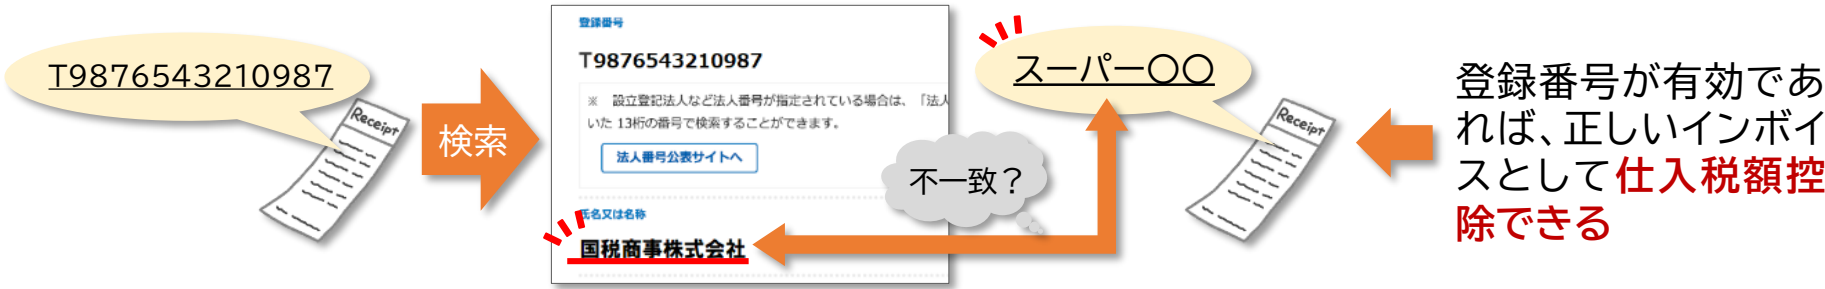 T9876543210987
Receipt
検索
登録番号
T9876543210987
※ 設立登記法人など法人番号が指定されている場合は、「法人
いた 13桁の番号で検索することができます。
法人番号公表サイトへ
氏名又は名称
国税商事株式会社
不一致？
スーパー〇〇
Receipt
登録番号が有効であ
れば、正しいインボイ
スとして仕入税額控
除できる